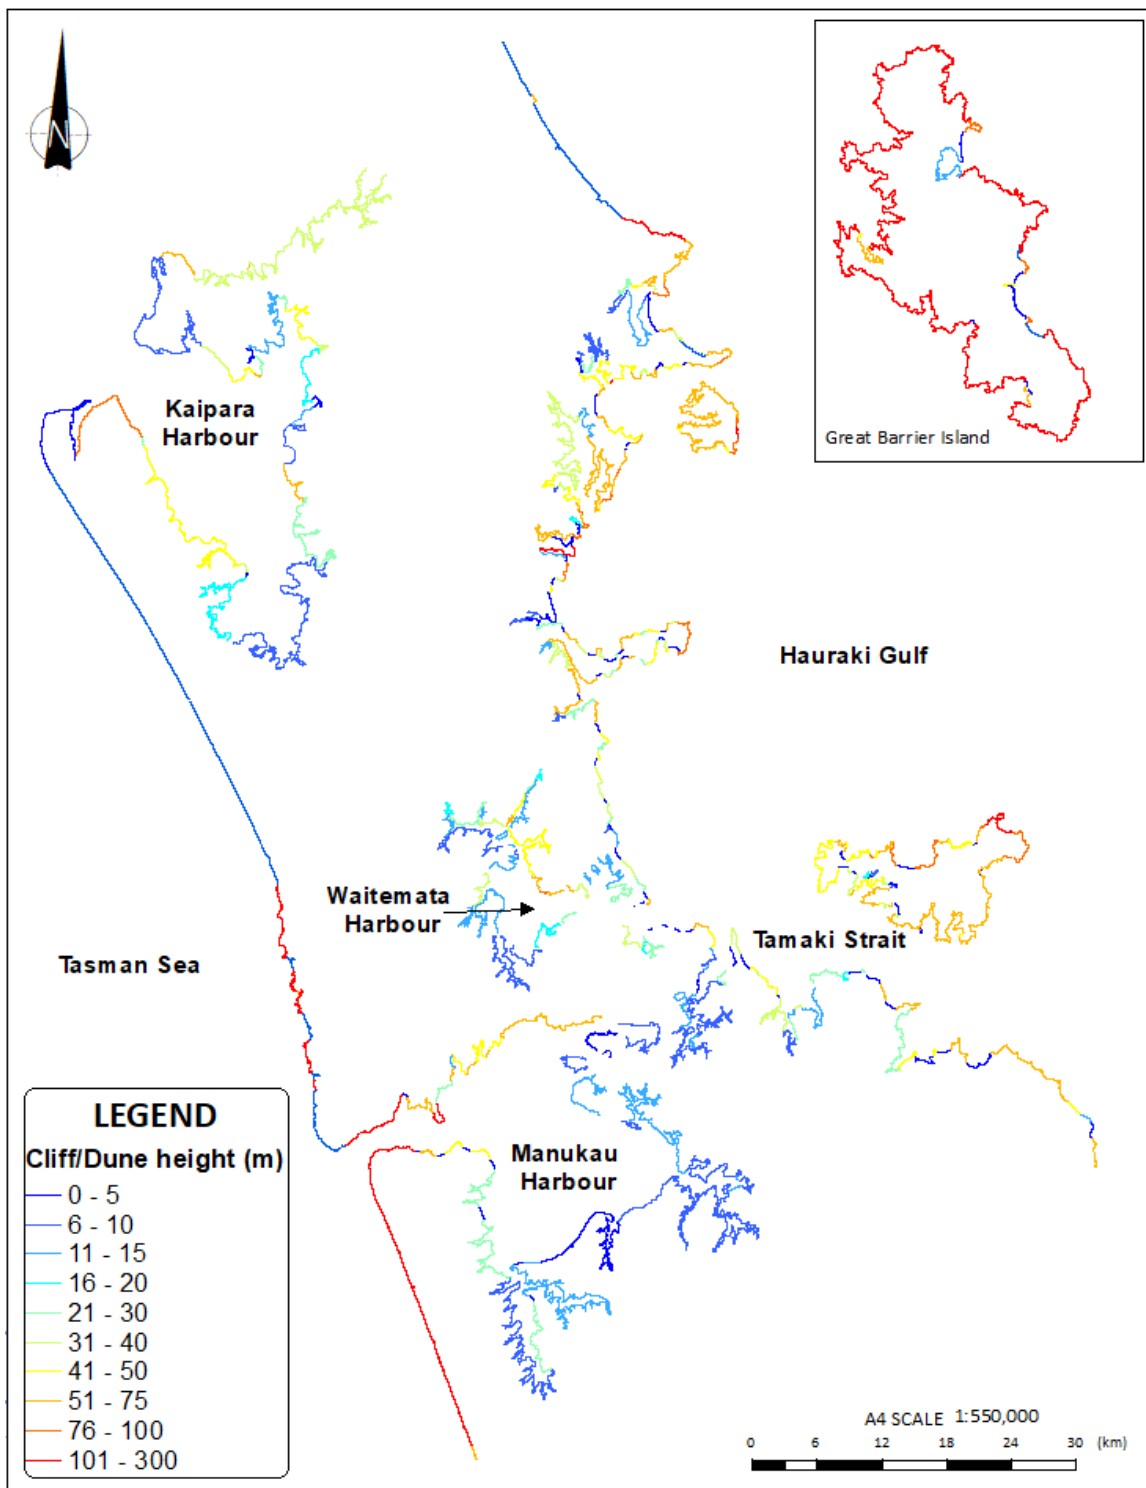 N
Great Barrier Island
Kaipara
Harbour
Hauraki Gulf
Waitemata
Harbour
Tamaki Strait
Tasman Sea
Manukau
Harbour
LEGEND
Cliff/Dune height (m)
0 - 5
6 - 10
11 - 15
16 - 20
21 - 30
31 - 40
41 - 50
51 - 75
76 - 100
101 - 300
A4 SCALE 1:550,000
0 6 12 18 24 30 (km)